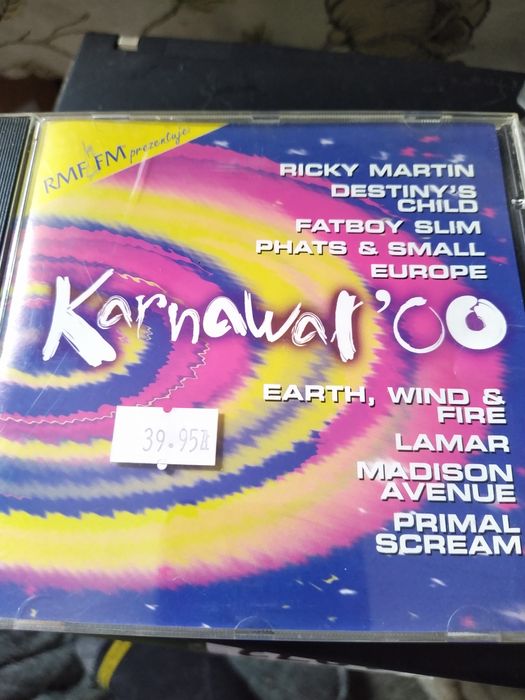 RMF FM prezentuje:
RICKY MARTIN
DESTINY'S
CHILD
FATBOY SLIM
PHATS & SMALL
EUROPE
Karnawał '00
EARTH, WIND &
FIRE
39.95zł
LAMAR
MADISON
AVENUE
PRIMAL
SCREAM